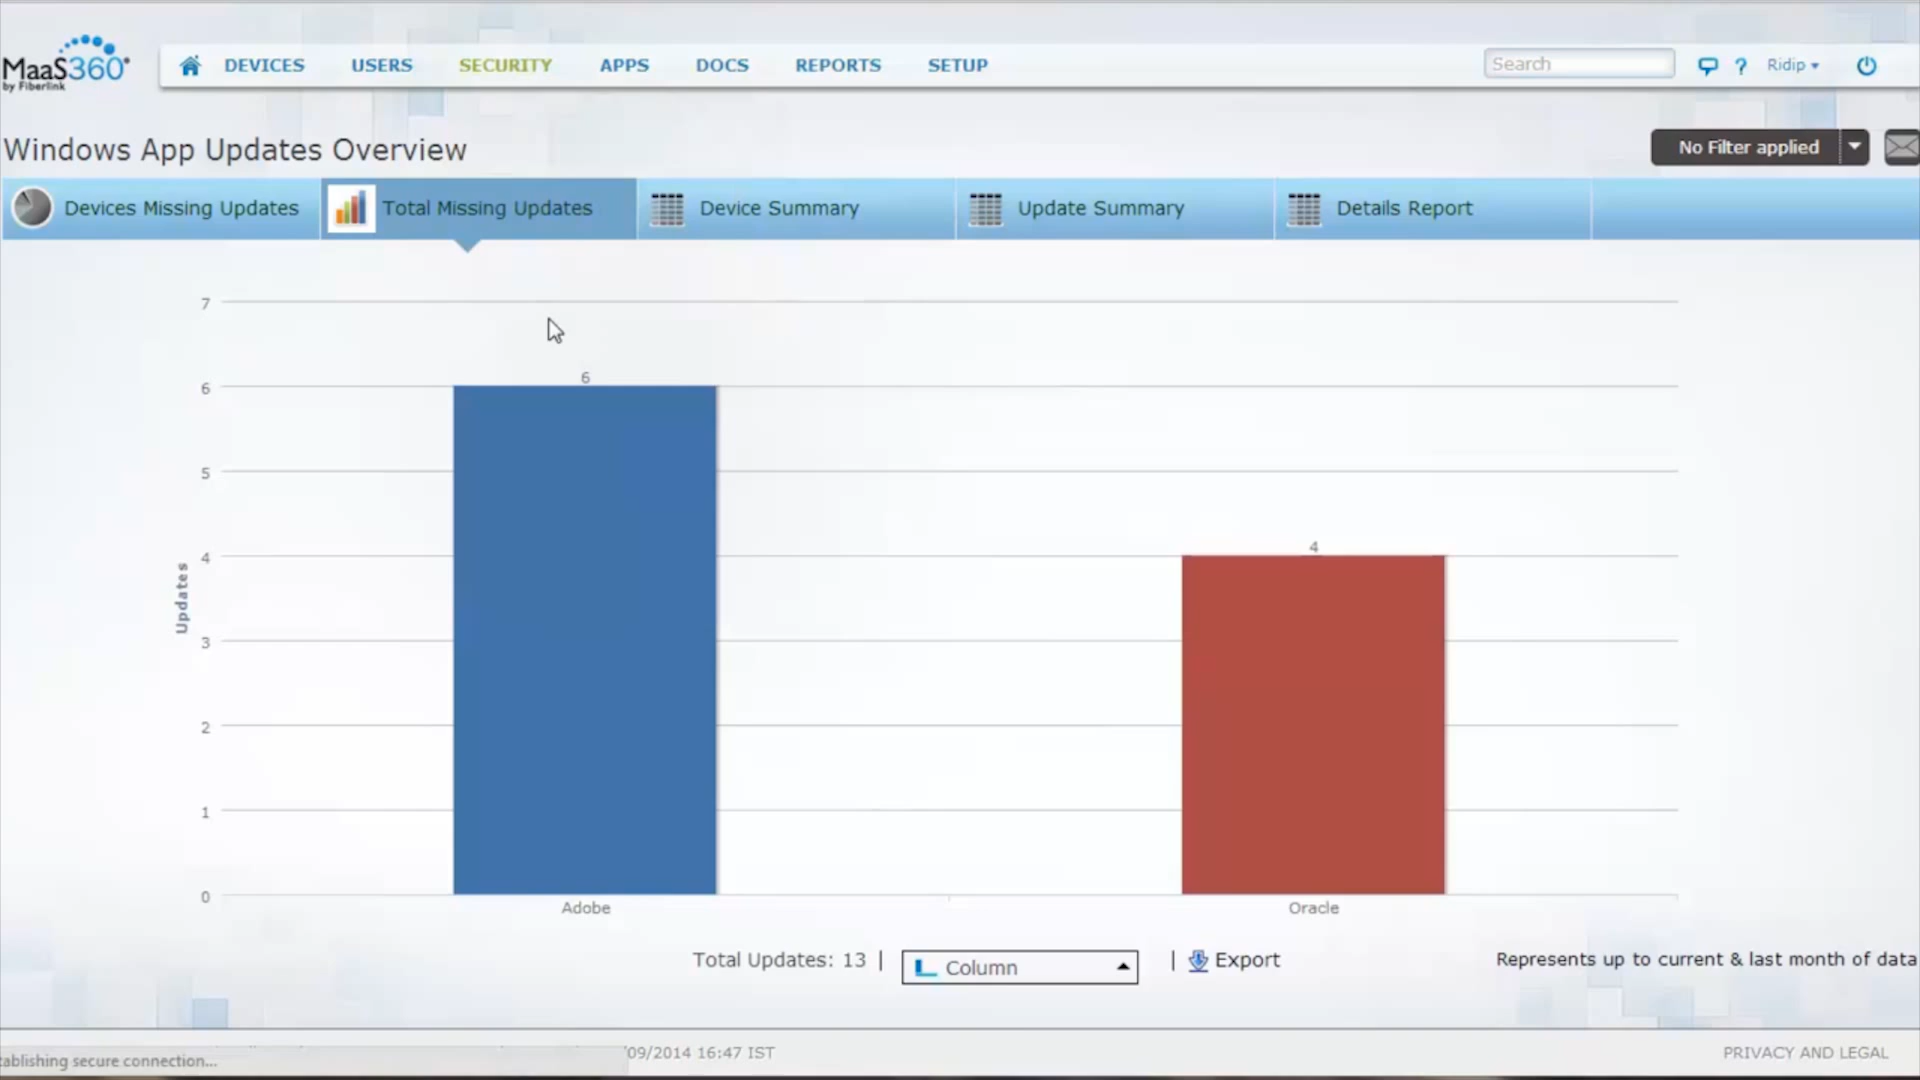 MaaS360
by Fiberlink
DEVICES USERS SECURITY APPS DOCS REPORTS SETUP Search ? Ridip
Windows App Updates Overview No Filter applied
Devices Missing Updates Total Missing Updates Device Summary Update Summary Details Report
7
6
6
5
4
4
Updates
3
2
1
0
Adobe Oracle
Total Updates: 13 | Column | Export Represents up to current & last month of data
tablishing secure connection... /09/2014 16:47 IST PRIVACY AND LEGAL